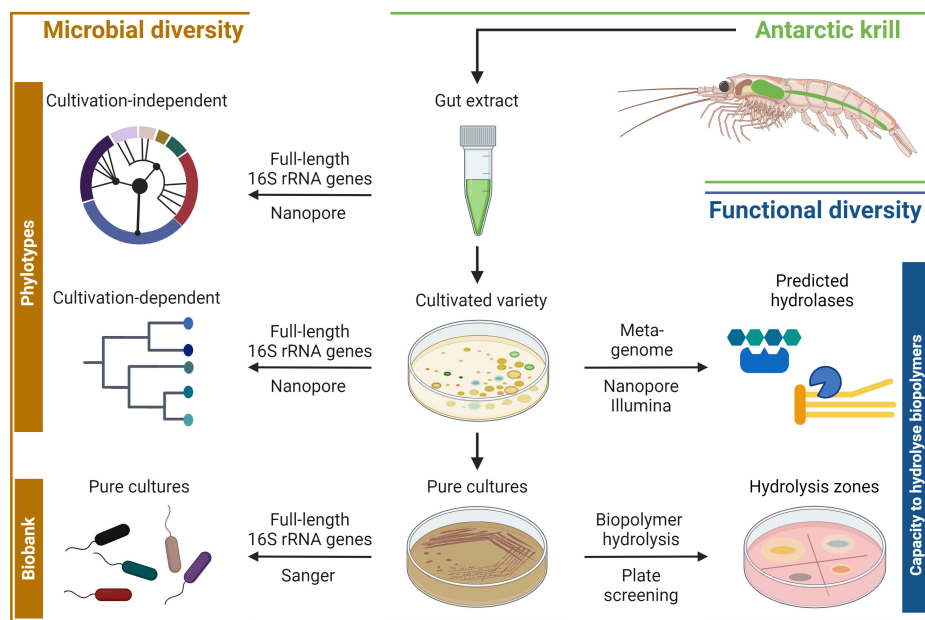 Microbial diversity
Antarctic krill
Cultivation-independent
Gut extract
Full-length
16S rRNA genes
Nanopore
Functional diversity
Phylotypes
Cultivation-dependent
Cultivated variety
Predicted
hydrolases
Full-length
16S rRNA genes
Nanopore
Meta-
genome
Nanopore
Illumina
Capacity to hydrolyse biopolymers
Biobank
Pure cultures
Pure cultures
Hydrolysis zones
Full-length
16S rRNA genes
Sanger
Biopolymer
hydrolysis
Plate
screening